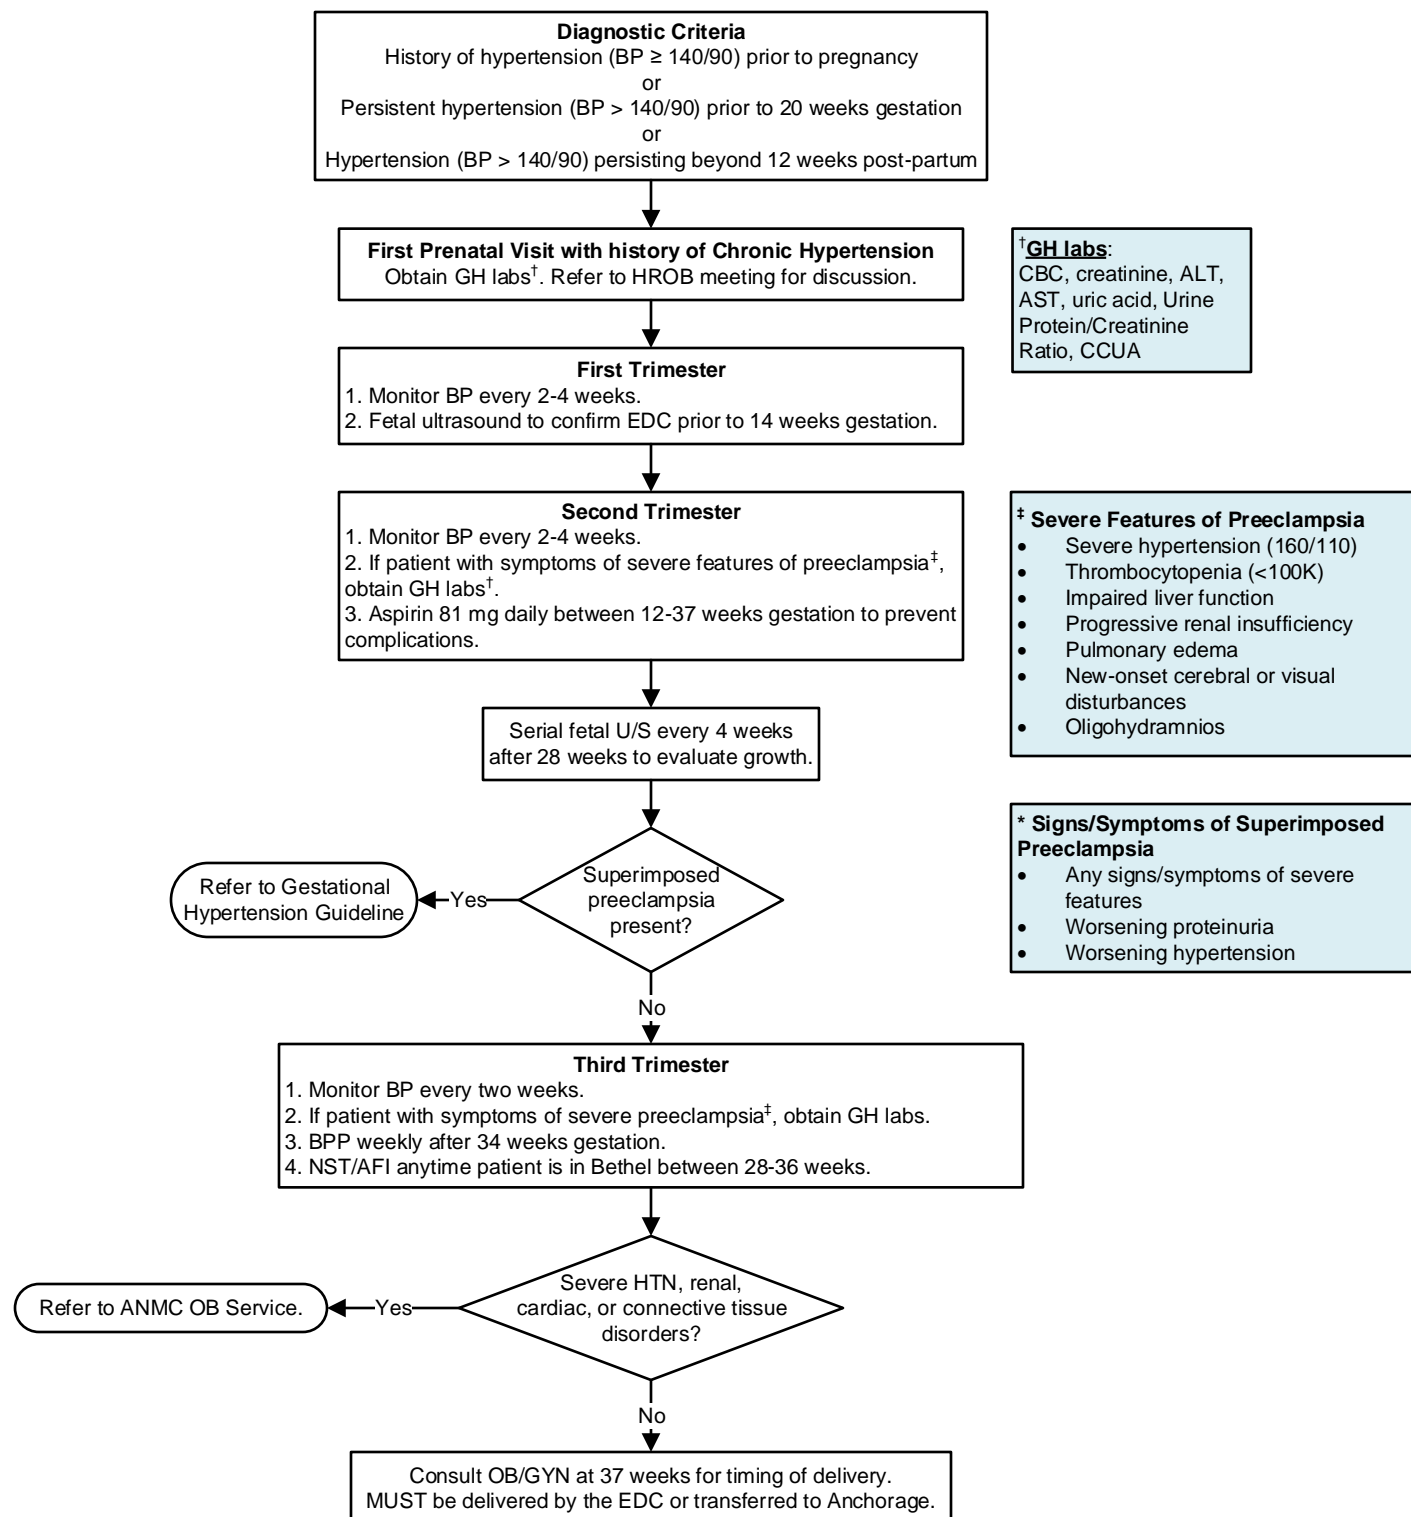 Diagnostic Criteria
History of hypertension (BP ≥ 140/90) prior to pregnancy
or
Persistent hypertension (BP > 140/90) prior to 20 weeks gestation
or
Hypertension (BP > 140/90) persisting beyond 12 weeks post-partum
First Prenatal Visit with history of Chronic Hypertension
Obtain GH labs†. Refer to HROB meeting for discussion.
†GH labs:
CBC, creatinine, ALT,
AST, uric acid, Urine
Protein/Creatinine
Ratio, CCUA
First Trimester
1. Monitor BP every 2-4 weeks.
2. Fetal ultrasound to confirm EDC prior to 14 weeks gestation.
Second Trimester
1. Monitor BP every 2-4 weeks.
2. If patient with symptoms of severe features of preeclampsia‡,
obtain GH labs†.
3. Aspirin 81 mg daily between 12-37 weeks gestation to prevent
complications.
‡ Severe Features of Preeclampsia
• Severe hypertension (160/110)
• Thrombocytopenia (<100K)
• Impaired liver function
• Progressive renal insufficiency
• Pulmonary edema
• New-onset cerebral or visual
disturbances
• Oligohydramnios
Serial fetal U/S every 4 weeks
after 28 weeks to evaluate growth.
* Signs/Symptoms of Superimposed
Preeclampsia
• Any signs/symptoms of severe
features
• Worsening proteinuria
• Worsening hypertension
Superimposed
preeclampsia
present?
Yes
Refer to Gestational
Hypertension Guideline
No
Third Trimester
1. Monitor BP every two weeks.
2. If patient with symptoms of severe preeclampsia‡, obtain GH labs.
3. BPP weekly after 34 weeks gestation.
4. NST/AFI anytime patient is in Bethel between 28-36 weeks.
Severe HTN, renal,
cardiac, or connective tissue
disorders?
Yes
Refer to ANMC OB Service.
No
Consult OB/GYN at 37 weeks for timing of delivery.
MUST be delivered by the EDC or transferred to Anchorage.